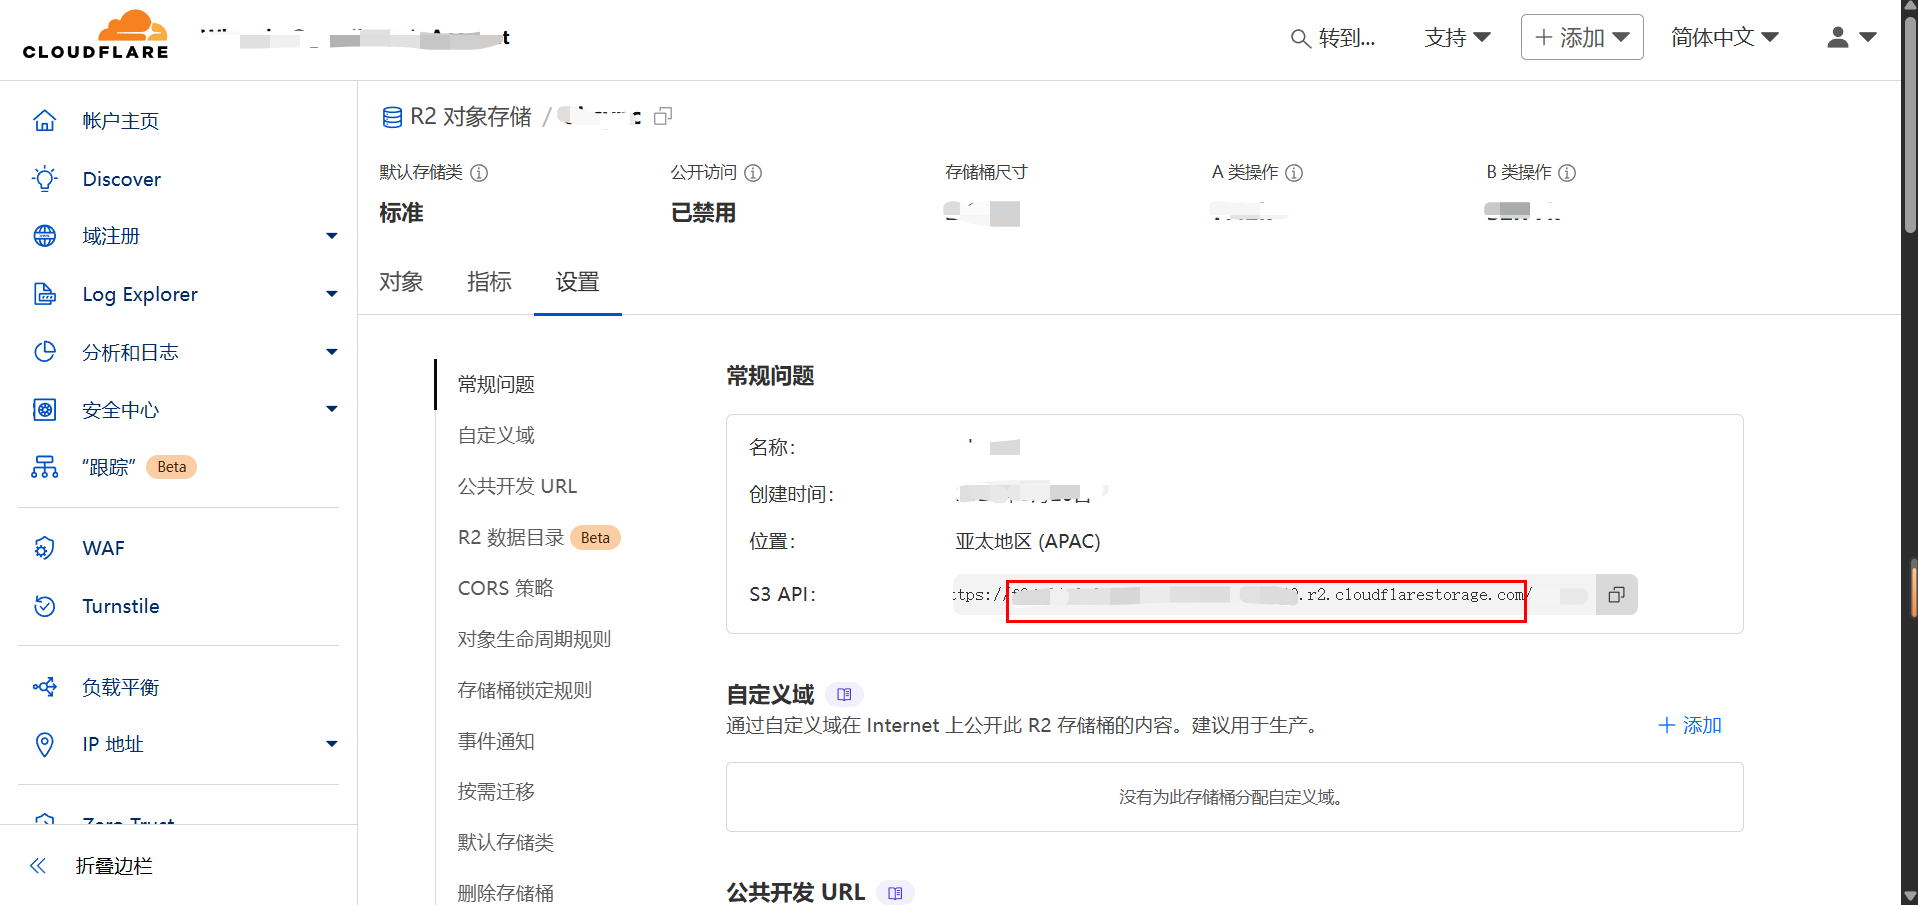 CLOUDFLARE
转到...
支持
添加
简体中文
帐户主页
Discover
域注册
Log Explorer
分析和日志
安全中心
“跟踪” Beta
WAF
Turnstile
负载平衡
IP 地址
Zero Trust
折叠边栏
R2 对象存储 /
默认存储类
标准
公开访问
已禁用
存储桶尺寸
A 类操作
B 类操作
对象
指标
设置
常规问题
自定义域
公共开发 URL
R2 数据目录 Beta
CORS 策略
对象生命周期规则
存储桶锁定规则
事件通知
按需迁移
默认存储类
删除存储桶
常规问题
名称：
创建时间：
位置： 亚太地区 (APAC)
S3 API： ttps:// .r2.cloudflarestorage.com/
自定义域
通过自定义域在 Internet 上公开此 R2 存储桶的内容。建议用于生产。
添加
没有为此存储桶分配自定义域。
公共开发 URL